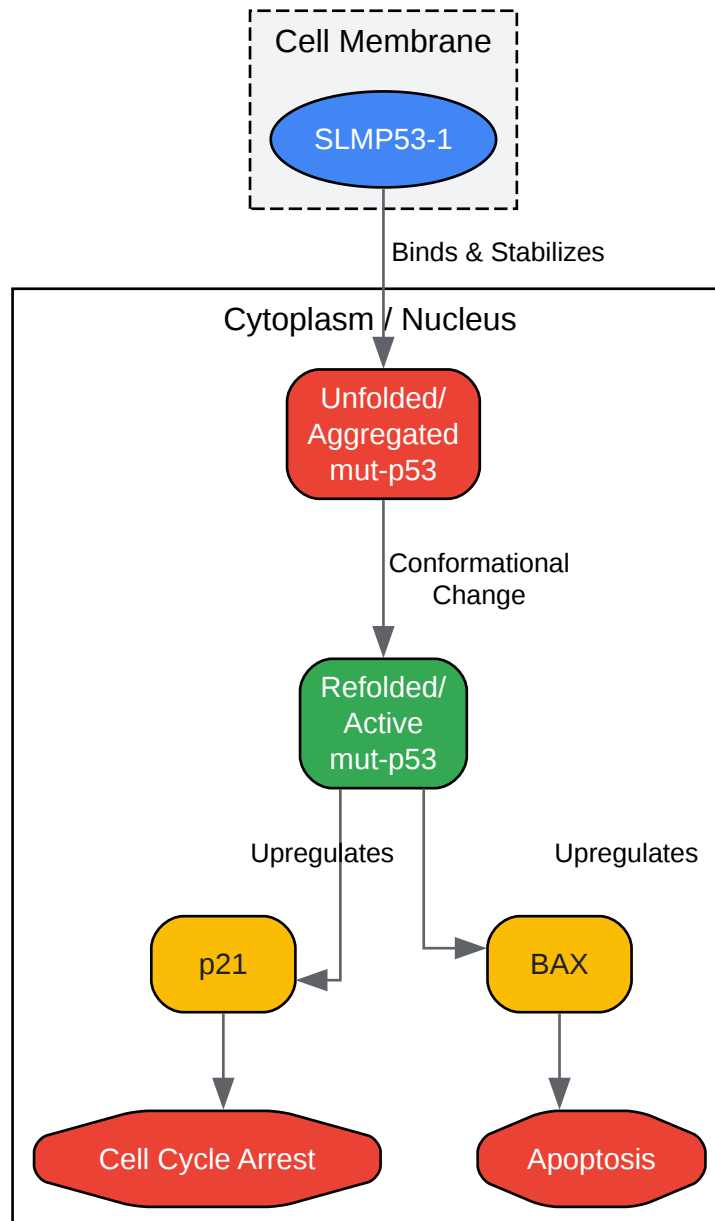 Cell Membrane
SLMP53-1
Binds & Stabilizes
Cytoplasm / Nucleus
Unfolded/
Aggregated
mut-p53
Conformational
Change
Refolded/
Active
mut-p53
Upregulates
Upregulates
p21
BAX
Cell Cycle Arrest
Apoptosis